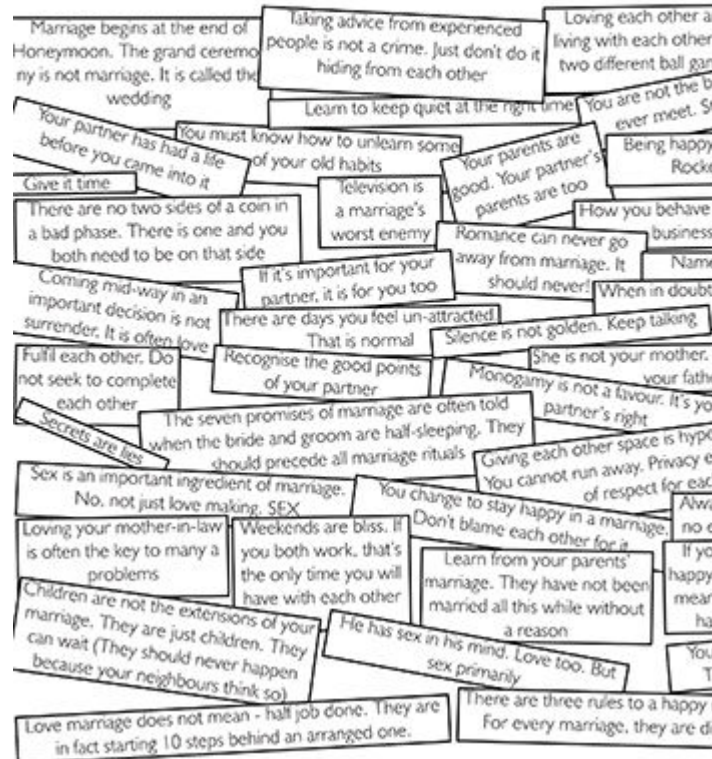 Marriage begins at the end of
Honeymoon. The grand ceremo
ny is not marriage. It is called the
wedding
Taking advice from experienced
people is not a crime. Just don't do it
hiding from each other
Loving each other a
living with each other
two different ball gam
Learn to keep quiet at the right time
You are not the b
ever meet. S
Your partner has had a life
before you came into it
You must know how to unlearn some
of your old habits
Your parents are
good. Your partner's
parents are too
Being happy
Rocke
Give it time
Television is
a marriage's
worst enemy
There are no two sides of a coin in
a bad phase. There is one and you
both need to be on that side
How you behave
business
Romance can never go
away from marriage. It
should never!
Name
If it's important for your
partner, it is for you too
When in doubt
Coming mid-way in an
important decision is not
surrender. It is often love
There are days you feel un-attracted.
That is normal
Silence is not golden. Keep talking
Fulfil each other. Do
not seek to complete
each other
Recognise the good points
of your partner
She is not your mother.
your fathe
Monogamy is not a favour. It's yo
partner's right
Secrets are lies
The seven promises of marriage are often told
when the bride and groom are half-sleeping. They
should precede all marriage rituals
Giving each other space is hypo
You cannot run away. Privacy e
of respect for eac
Sex is an important ingredient of marriage.
No, not just love making. SEX
You change to stay happy in a marriage.
Don't blame each other for it
Alwa
no e
Loving your mother-in-law
is often the key to many a
problems
Weekends are bliss. If
you both work, that's
the only time you will
have with each other
Learn from your parents'
marriage. They have not been
married all this while without
a reason
If yo
happy
mean
ha
Children are not the extensions of your
marriage. They are just children. They
can wait (They should never happen
because your neighbours think so)
He has sex in his mind. Love too. But
sex primarily
You
T
Love marriage does not mean - half job done. They are
in fact starting 10 steps behind an arranged one.
There are three rules to a happy
For every marriage, they are di